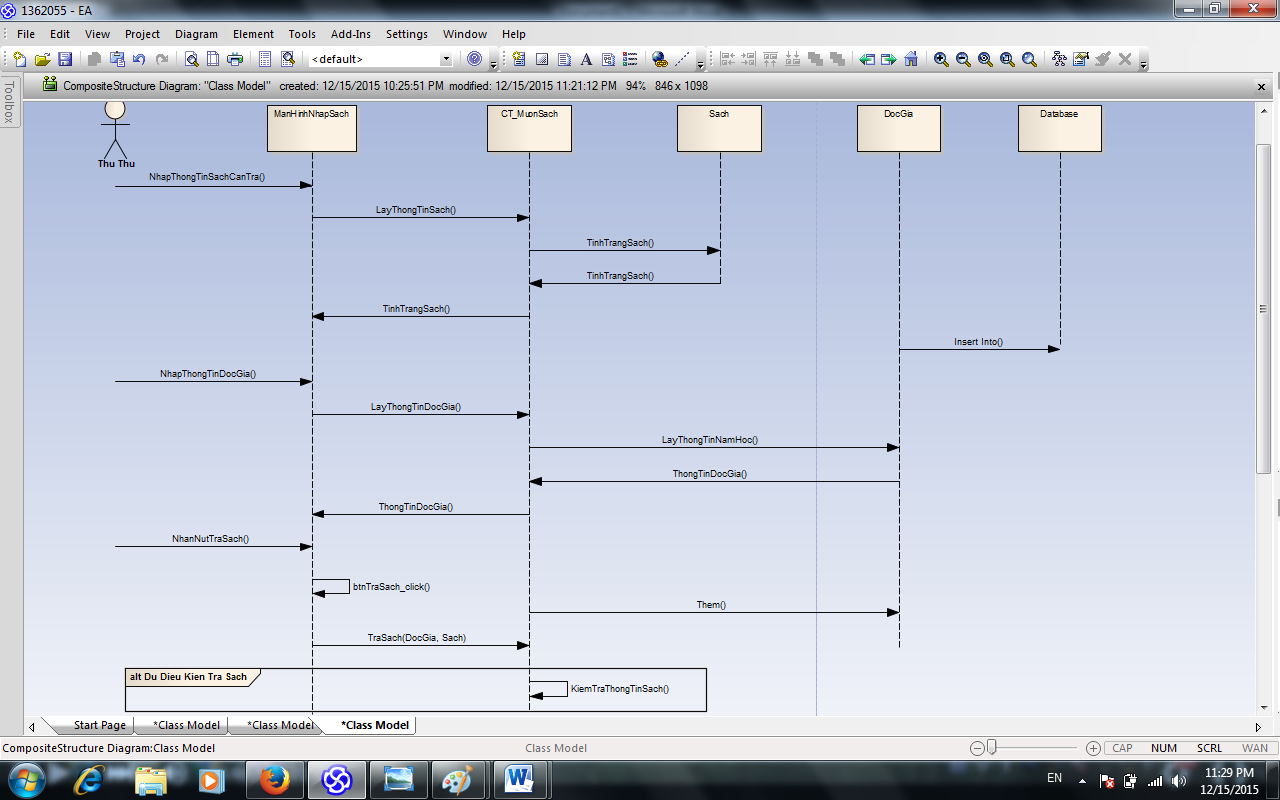 1362055 - EA
File Edit View Project Diagram Element Tools Add-Ins Settings Window Help
<default>
Toolbox
CompositeStructure Diagram: "Class Model" created: 12/15/2015 10:25:51 PM modified: 12/15/2015 11:21:12 PM 94% 846 x 1098
ManHinhNhapSach CT_MuonSach Sach DocGia Database
Thu Thu
NhapThongTinSachCanTra()
LayThongTinSach()
TinhTrangSach()
TinhTrangSach()
TinhTrangSach()
Insert Into()
NhapThongTinDocGia()
LayThongTinDocGia()
LayThongTinNamHoc()
ThongTinDocGia()
ThongTinDocGia()
NhanNutTraSach()
btnTraSach_click()
Them()
TraSach(DocGia, Sach)
alt Du Dieu Kien Tra Sach
KiemTraThongTinSach()
Start Page *Class Model *Class Model *Class Model
CompositeStructure Diagram:Class Model Class Model CAP NUM SCRL WAN
EN 11:29 PM
12/15/2015